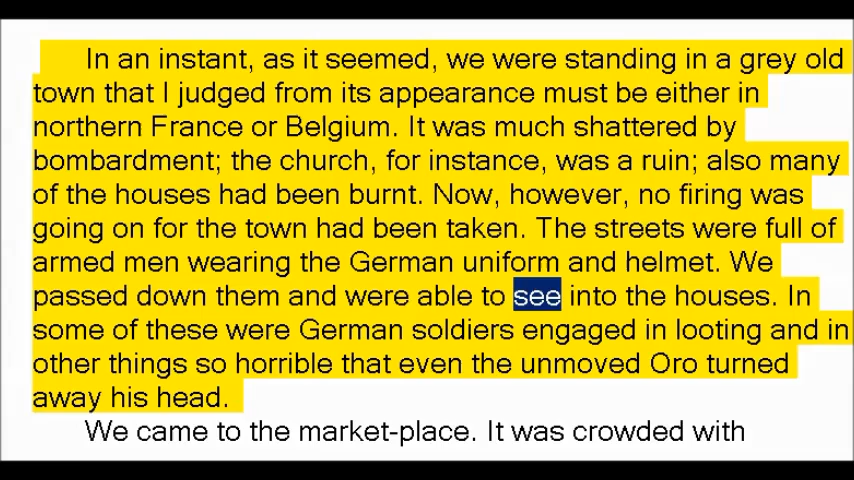 In an instant, as it seemed, we were standing in a grey old
town that I judged from its appearance must be either in
northern France or Belgium. It was much shattered by
bombardment; the church, for instance, was a ruin; also many
of the houses had been burnt. Now, however, no firing was
going on for the town had been taken. The streets were full of
armed men wearing the German uniform and helmet. We
passed down them and were able to see into the houses. In
some of these were German soldiers engaged in looting and in
other things so horrible that even the unmoved Oro turned
away his head.
We came to the market-place. It was crowded with